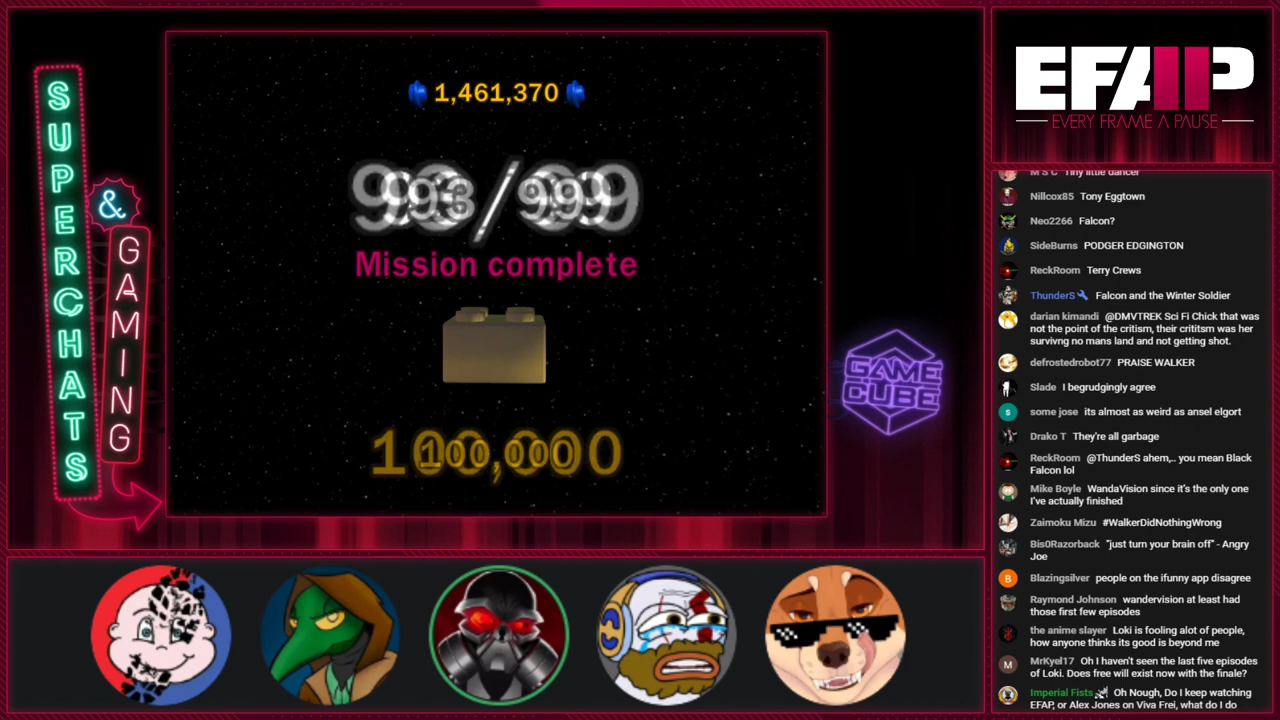 SUPERCHATS
&
GAMING
1,461,370
993/999
Mission complete
100,000
GAME
CUBE
EFAP
EVERY FRAME A PAUSE
M S C Tiny little dancer
Nillcox85 Tony Eggtown
Neo2266 Falcon?
SideBurns PODGER EDGINGTON
ReckRoom Terry Crews
ThunderS Falcon and the Winter Soldier
darian kimandi @DMVTREK Sci Fi Chick that was
not the point of the critism, their crititsm was her
survivng no mans land and not getting shot.
defrostedrobot77 PRAISE WALKER
Slade I begrudgingly agree
s
some jose its almost as weird as ansel elgort
Drako T They're all garbage
ReckRoom @ThunderS ahem,.. you mean Black
Falcon lol
Mike Boyle WandaVision since it's the only one
I've actually finished
Zaimoku Mizu #WalkerDidNothingWrong
Bis0Razorback "just turn your brain off" - Angry
Joe
B
Blazingsilver people on the ifunny app disagree
Raymond Johnson wandervision at least had
those first few episodes
the anime slayer Loki is fooling alot of people,
how anyone thinks its good is beyond me
M
MrKyel17 Oh I haven't seen the last five episodes
of Loki. Does free will exist now with the finale?
Imperial Fists Oh Nough, Do I keep watching
EFAP, or Alex Jones on Viva Frei, what do I do